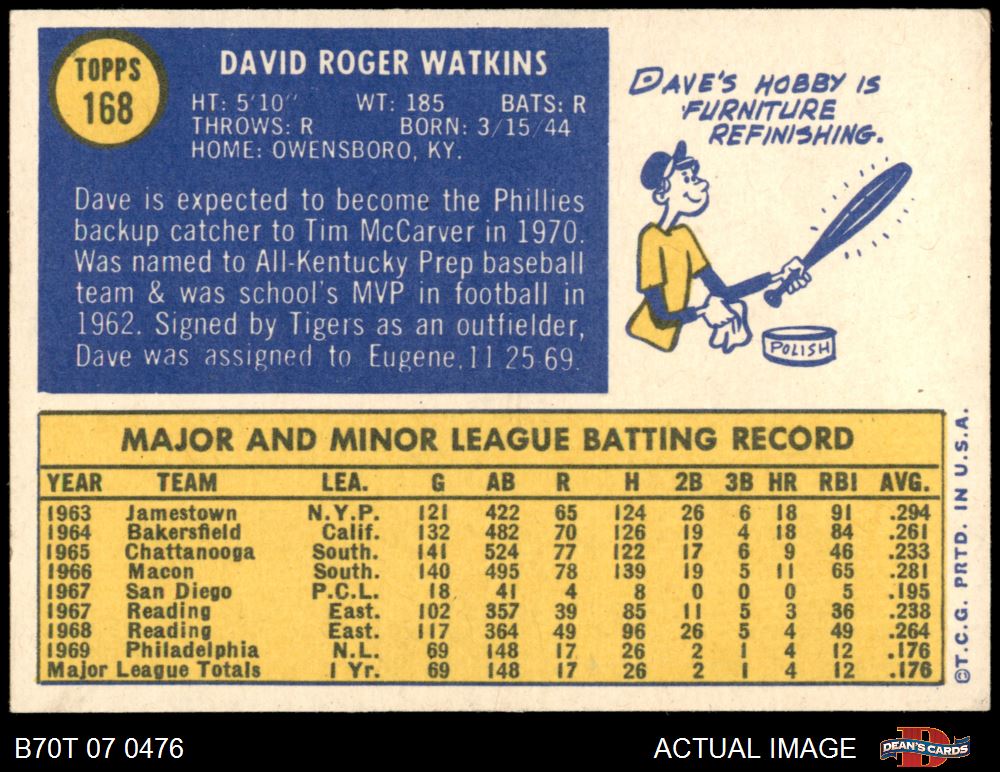 TOPPS
168
DAVID ROGER WATKINS
HT: 5'10" WT: 185 BATS: R
THROWS: R BORN: 3/15/44
HOME: OWENSBORO, KY.
Dave is expected to become the Phillies
backup catcher to Tim McCarver in 1970.
Was named to All-Kentucky Prep baseball
team & was school's MVP in football in
1962. Signed by Tigers as an outfielder,
Dave was assigned to Eugene, 11 25-69.
DAVE'S HOBBY IS
FURNITURE
REFINISHING.
POLISH
MAJOR AND MINOR LEAGUE BATTING RECORD
YEAR TEAM LEA. G AB R H 2B 3B HR RBI AVG.
1963 Jamestown N.Y.P. 121 422 65 124 26 6 18 91 .294
1964 Bakersfield Calif. 132 482 70 126 19 4 18 84 .261
1965 Chattanooga South. 141 524 77 122 17 6 9 46 .233
1966 Macon South. 140 495 78 139 19 5 11 65 .281
1967 San Diego P.C.L. 18 41 4 8 0 0 0 5 .195
1967 Reading East. 102 357 39 85 11 5 3 36 .238
1968 Reading East. 117 364 49 96 26 5 4 49 .264
1969 Philadelphia N.L. 69 148 17 26 2 1 4 12 .176
Major League Totals 1 Yr. 69 148 17 26 2 1 4 12 .176
©T.C.G. PRTD. IN U.S.A.
B70T 07 0476
ACTUAL IMAGE
D
DEAN'S CARDS